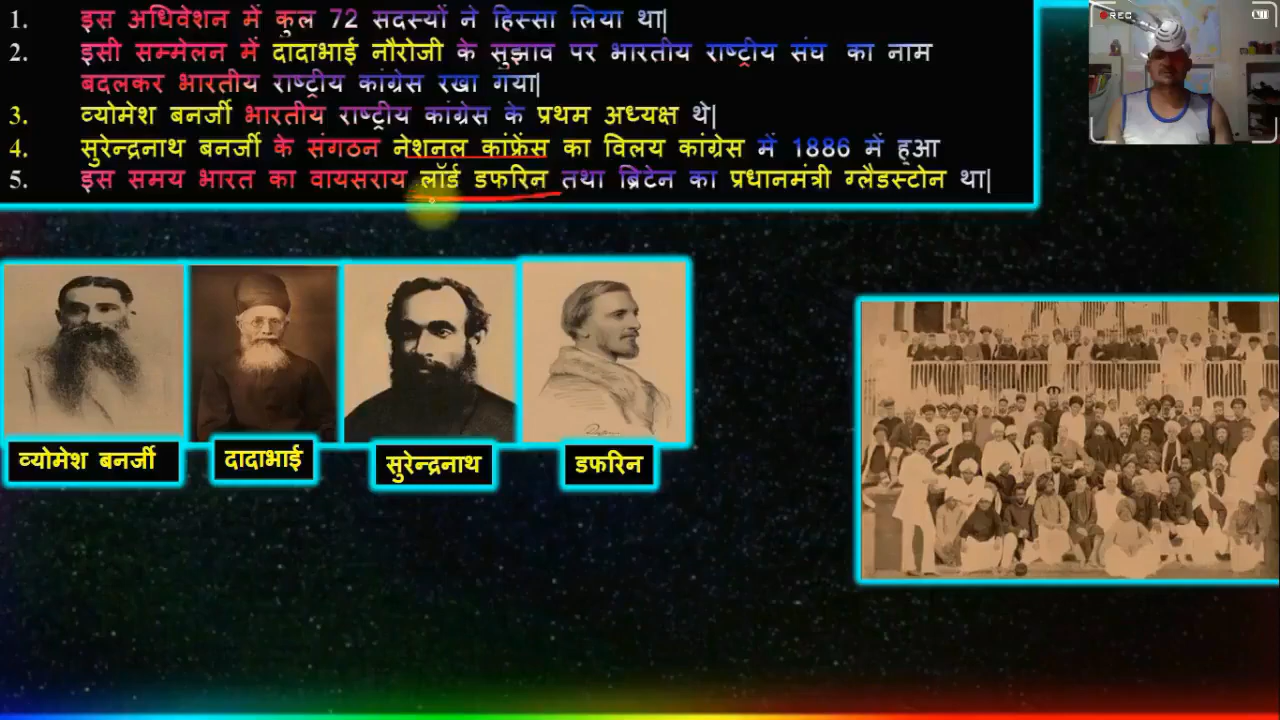 1. इस अधिवेशन में कुल 72 सदस्यों ने हिस्सा लिया था|
2. इसी सम्मेलन में दादाभाई नौरोजी के सुझाव पर भारतीय राष्ट्रीय संघ का नाम
बदलकर भारतीय राष्ट्रीय कांग्रेस रखा गया|
3. व्योमेश बनर्जी भारतीय राष्ट्रीय कांग्रेस के प्रथम अध्यक्ष थे|
4. सुरेन्द्रनाथ बनर्जी के संगठन नेशनल कांफ्रेंस का विलय कांग्रेस में 1886 में हुआ
5. इस समय भारत का वायसराय लॉर्ड डफरिन तथा ब्रिटेन का प्रधानमंत्री ग्लैडस्टोन था|
REC
व्योमेश बनर्जी
दादाभाई
सुरेन्द्रनाथ
डफरिन